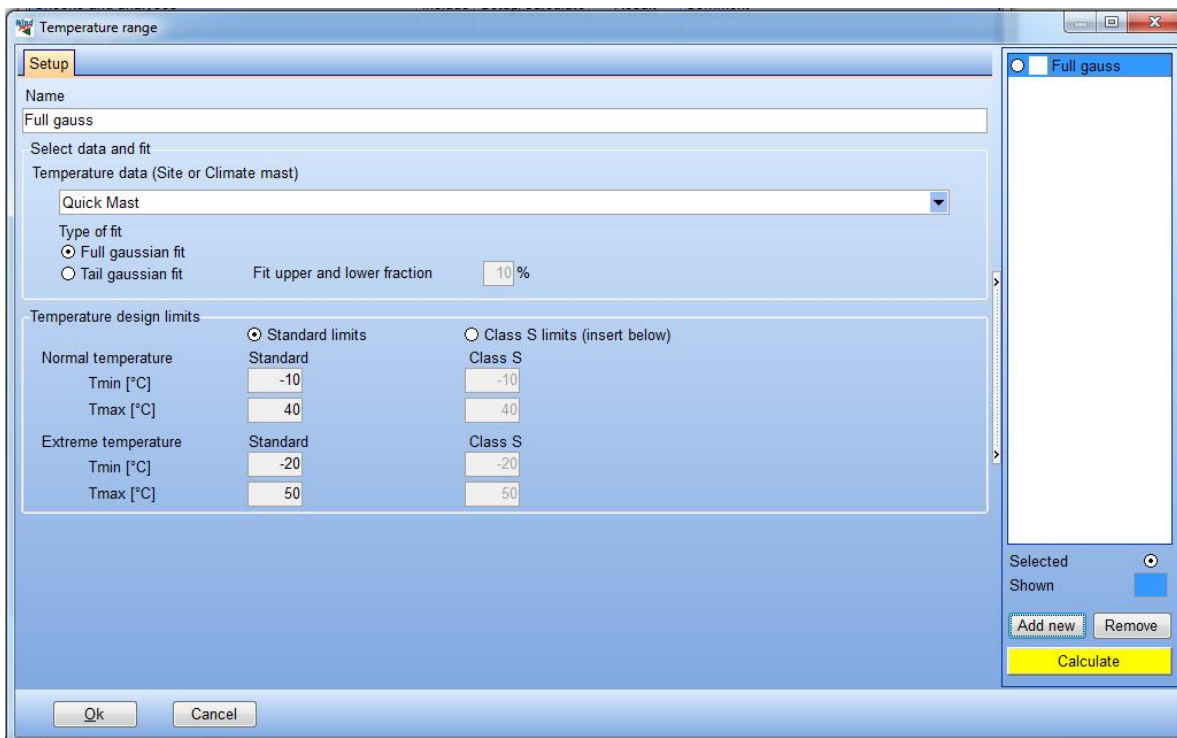 Temperature range
Setup
Name
Full gauss
Select data and fit
Temperature data (Site or Climate mast)
Quick Mast
Type of fit
Full gaussian fit
Tail gaussian fit Fit upper and lower fraction 10 %
Temperature design limits
Standard limits Class S limits (insert below)
Normal temperature Standard Class S
Tmin [°C] -10 -10
Tmax [°C] 40 40
Extreme temperature Standard Class S
Tmin [°C] -20 -20
Tmax [°C] 50 50
Ok Cancel
Full gauss
Selected
Shown
Add new Remove
Calculate